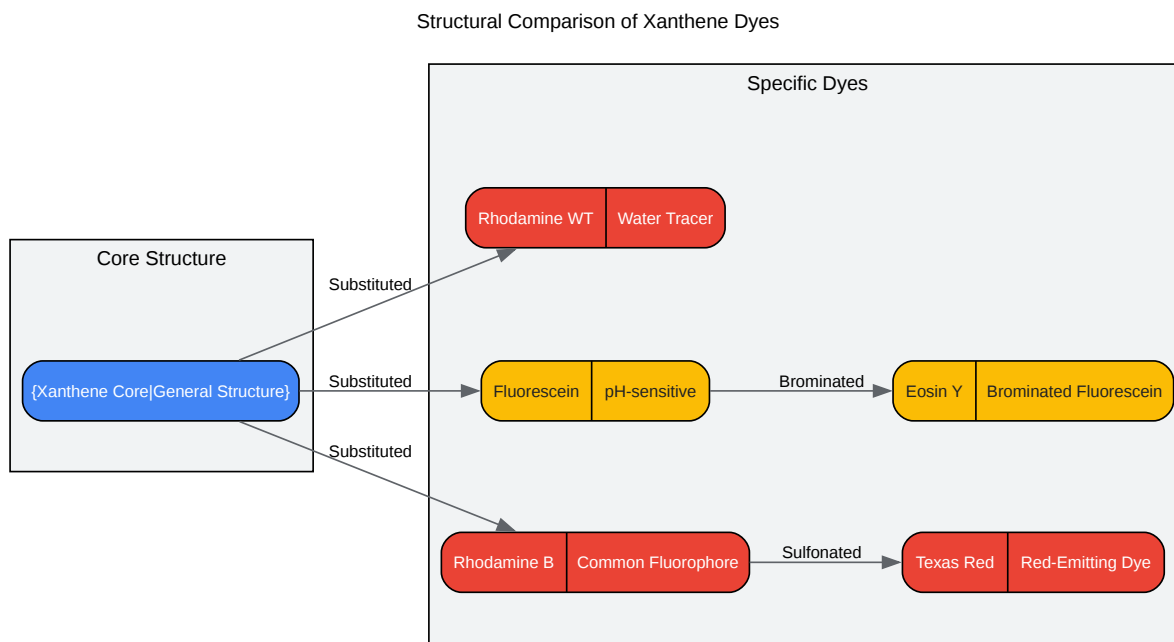 Structural Comparison of Xanthene Dyes
Specific Dyes
Rhodamine WT
Water Tracer
Core Structure
Substituted
{Xanthene Core|General Structure}
Substituted
Fluorescein
pH-sensitive
Brominated
Eosin Y
Brominated Fluorescein
Substituted
Rhodamine B
Common Fluorophore
Sulfonated
Texas Red
Red-Emitting Dye